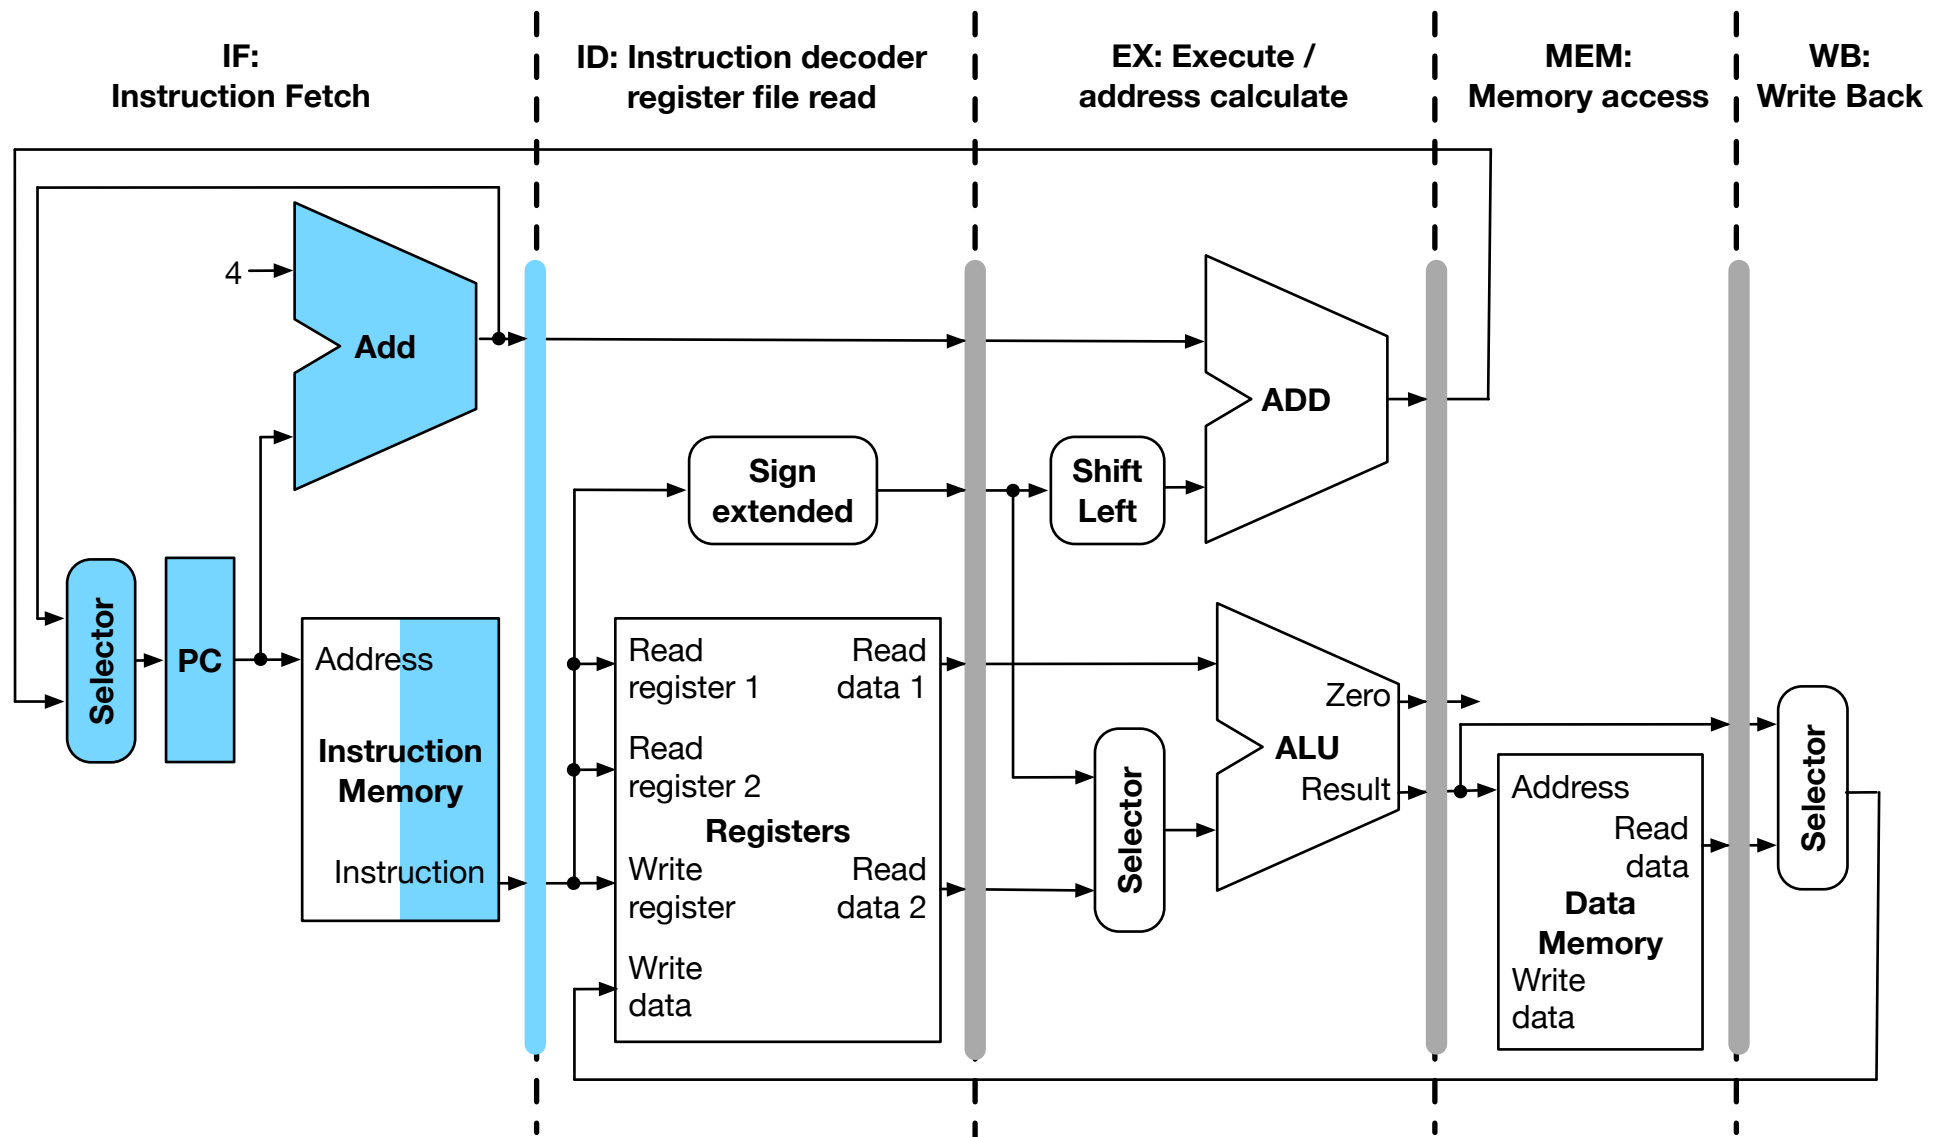 IF:
Instruction Fetch
ID: Instruction decoder
register file read
EX: Execute /
address calculate
MEM:
Memory access
WB:
Write Back
4
Add
Selector
PC
Address
Instruction
Memory
Instruction
Sign
extended
Read
register 1
Read
data 1
Read
register 2
Registers
Write
register
Read
data 2
Write
data
Shift
Left
ADD
Selector
Zero
ALU
Result
Address
Read
data
Data
Memory
Write
data
Selector